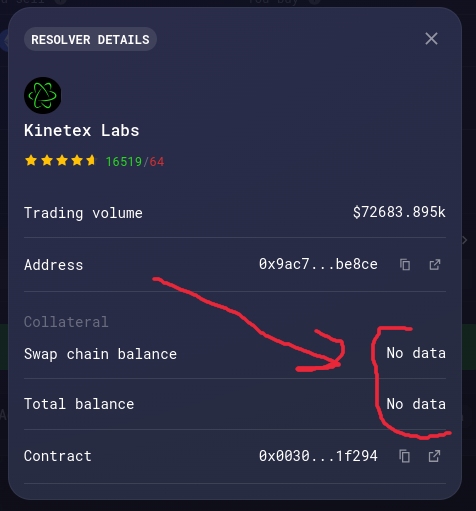 RESOLVER DETAILS
Kinetex Labs
16519/64
Trading volume $72683.895k
Address 0x9ac7...be8ce
Collateral
Swap chain balance No data
Total balance No data
Contract 0x0030...1f294